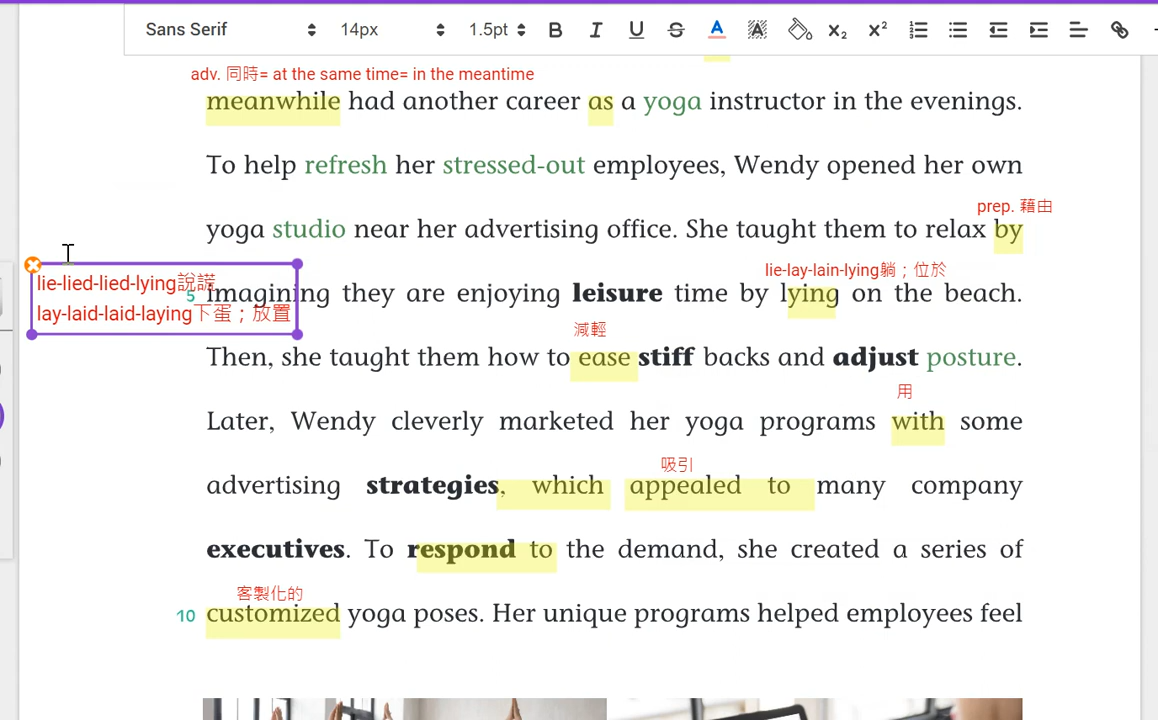 Sans Serif 14px 1.5pt B I U S A A X₂ X²
adv. 同時= at the same time= in the meantime
meanwhile had another career as a yoga instructor in the evenings.
To help refresh her stressed-out employees, Wendy opened her own
prep. 藉由
yoga studio near her advertising office. She taught them to relax by
lie-lay-lain-lying躺；位於
lie-lied-lied-lying說謊
5 imagining they are enjoying leisure time by lying on the beach.
lay-laid-laid-laying下蛋；放置
減輕
Then, she taught them how to ease stiff backs and adjust posture.
用
Later, Wendy cleverly marketed her yoga programs with some
吸引
advertising strategies, which appealed to many company
executives. To respond to the demand, she created a series of
客製化的
10 customized yoga poses. Her unique programs helped employees feel